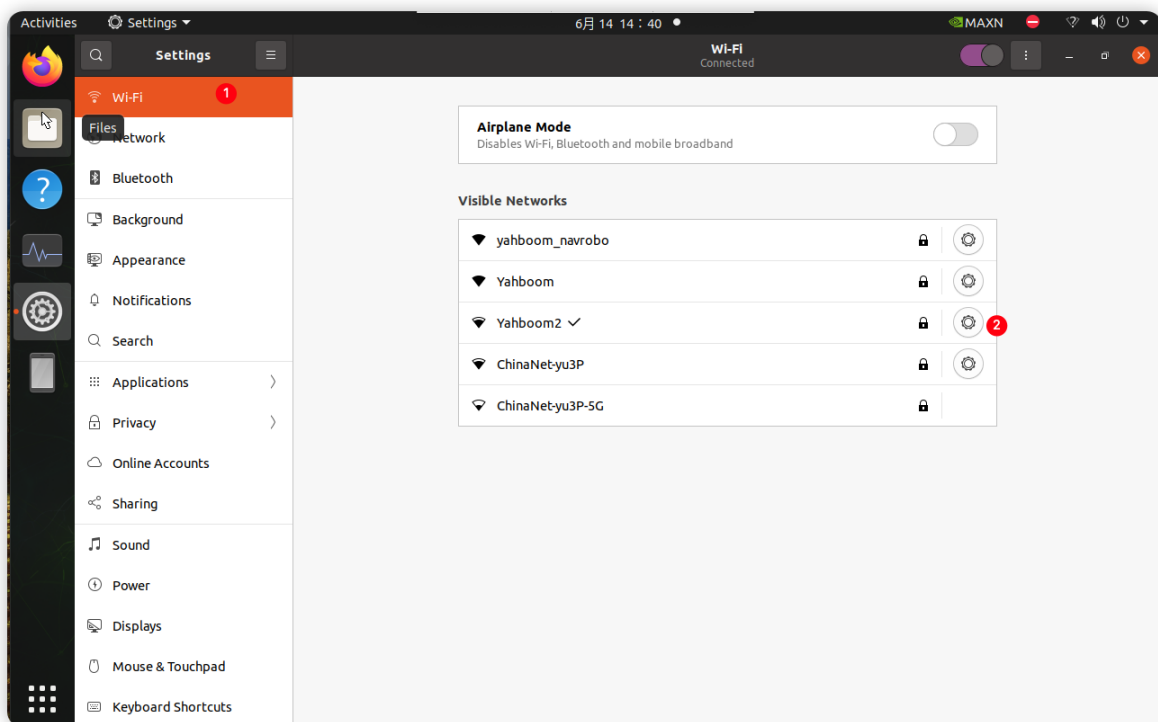 Activities
Settings
6月 14 14：40
MAXN
Settings
Wi-Fi
Connected
Wi-Fi
1
Files
Network
Bluetooth
Background
Appearance
Notifications
Search
Applications
Privacy
Online Accounts
Sharing
Sound
Power
Displays
Mouse & Touchpad
Keyboard Shortcuts
Airplane Mode
Disables Wi-Fi, Bluetooth and mobile broadband
Visible Networks
yahboom_navrobo
Yahboom
Yahboom2
2
ChinaNet-yu3P
ChinaNet-yu3P-5G